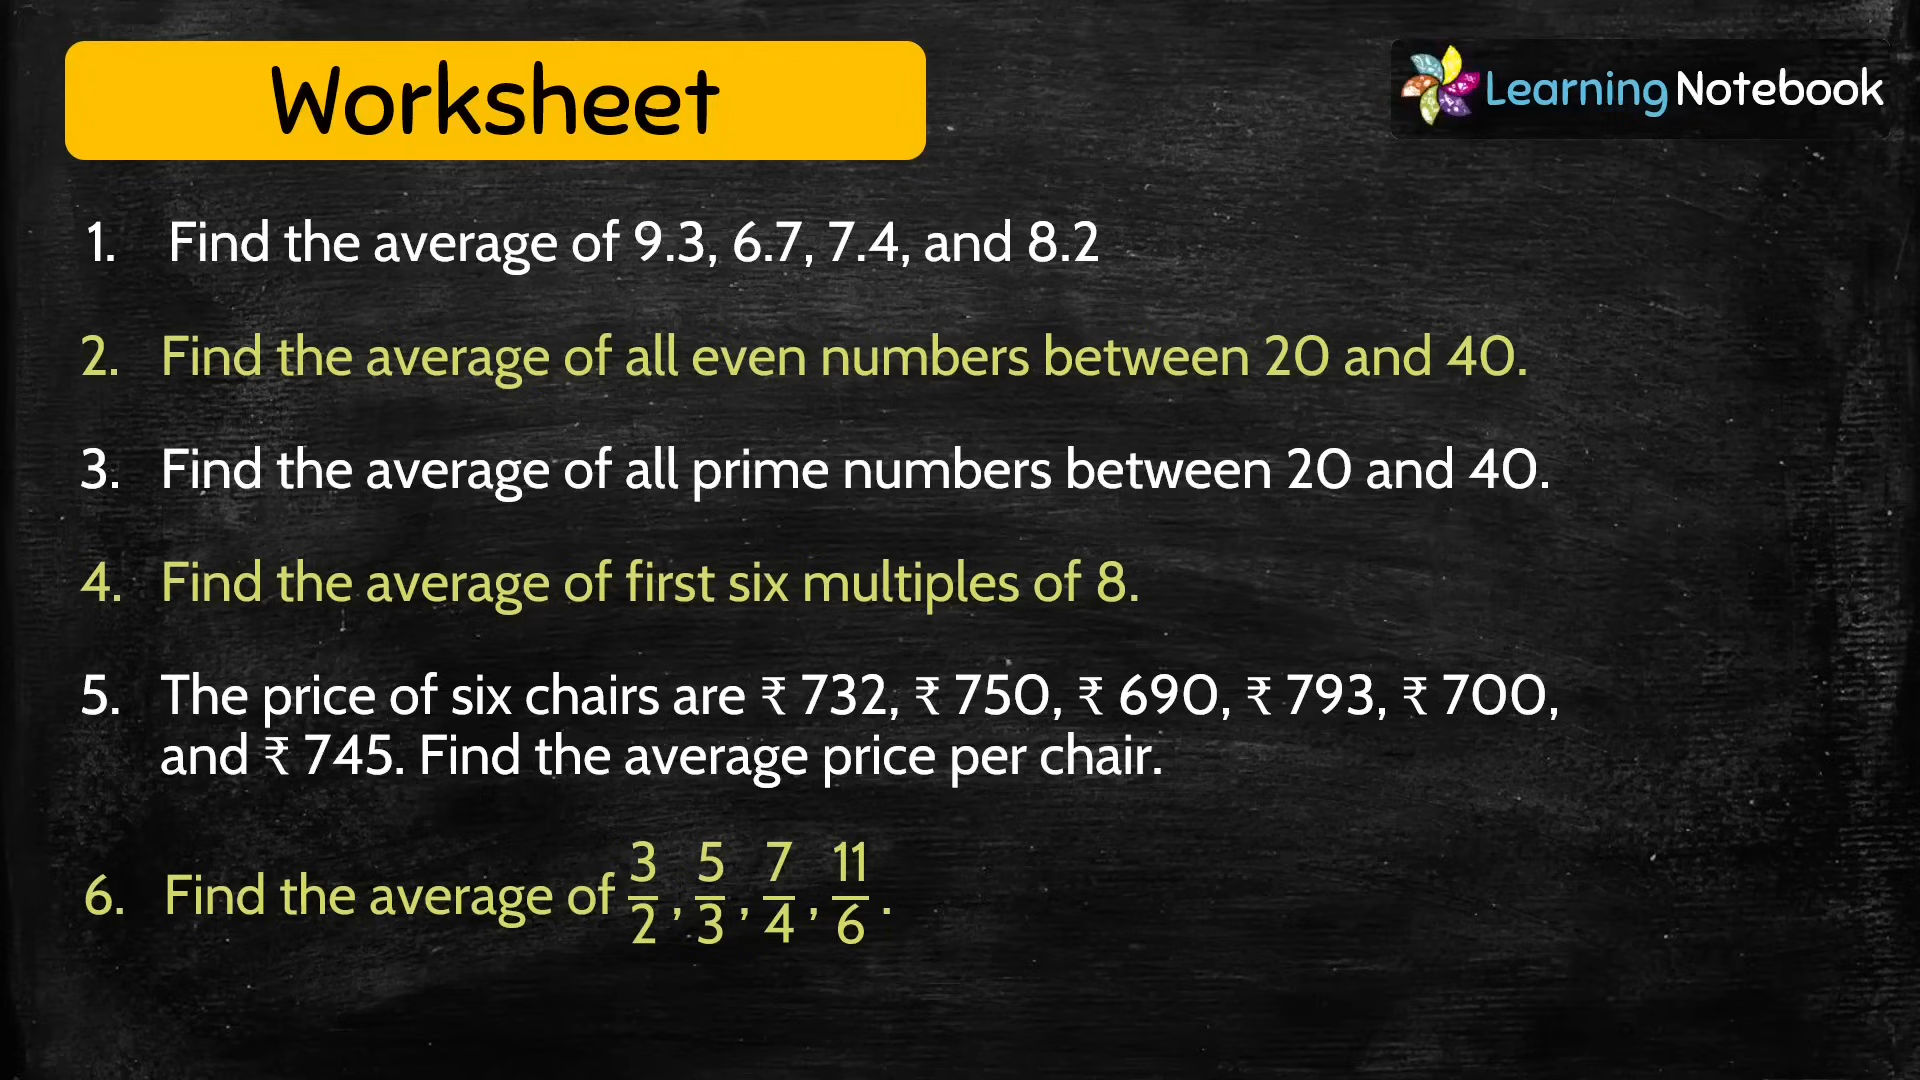 Worksheet
Learning Notebook
1. Find the average of 9.3, 6.7, 7.4, and 8.2
2. Find the average of all even numbers between 20 and 40.
3. Find the average of all prime numbers between 20 and 40.
4. Find the average of first six multiples of 8.
5. The price of six chairs are ₹ 732, ₹ 750, ₹ 690, ₹ 793, ₹ 700,
and ₹ 745. Find the average price per chair.
6. Find the average of 3/2, 5/3, 7/4, 11/6.